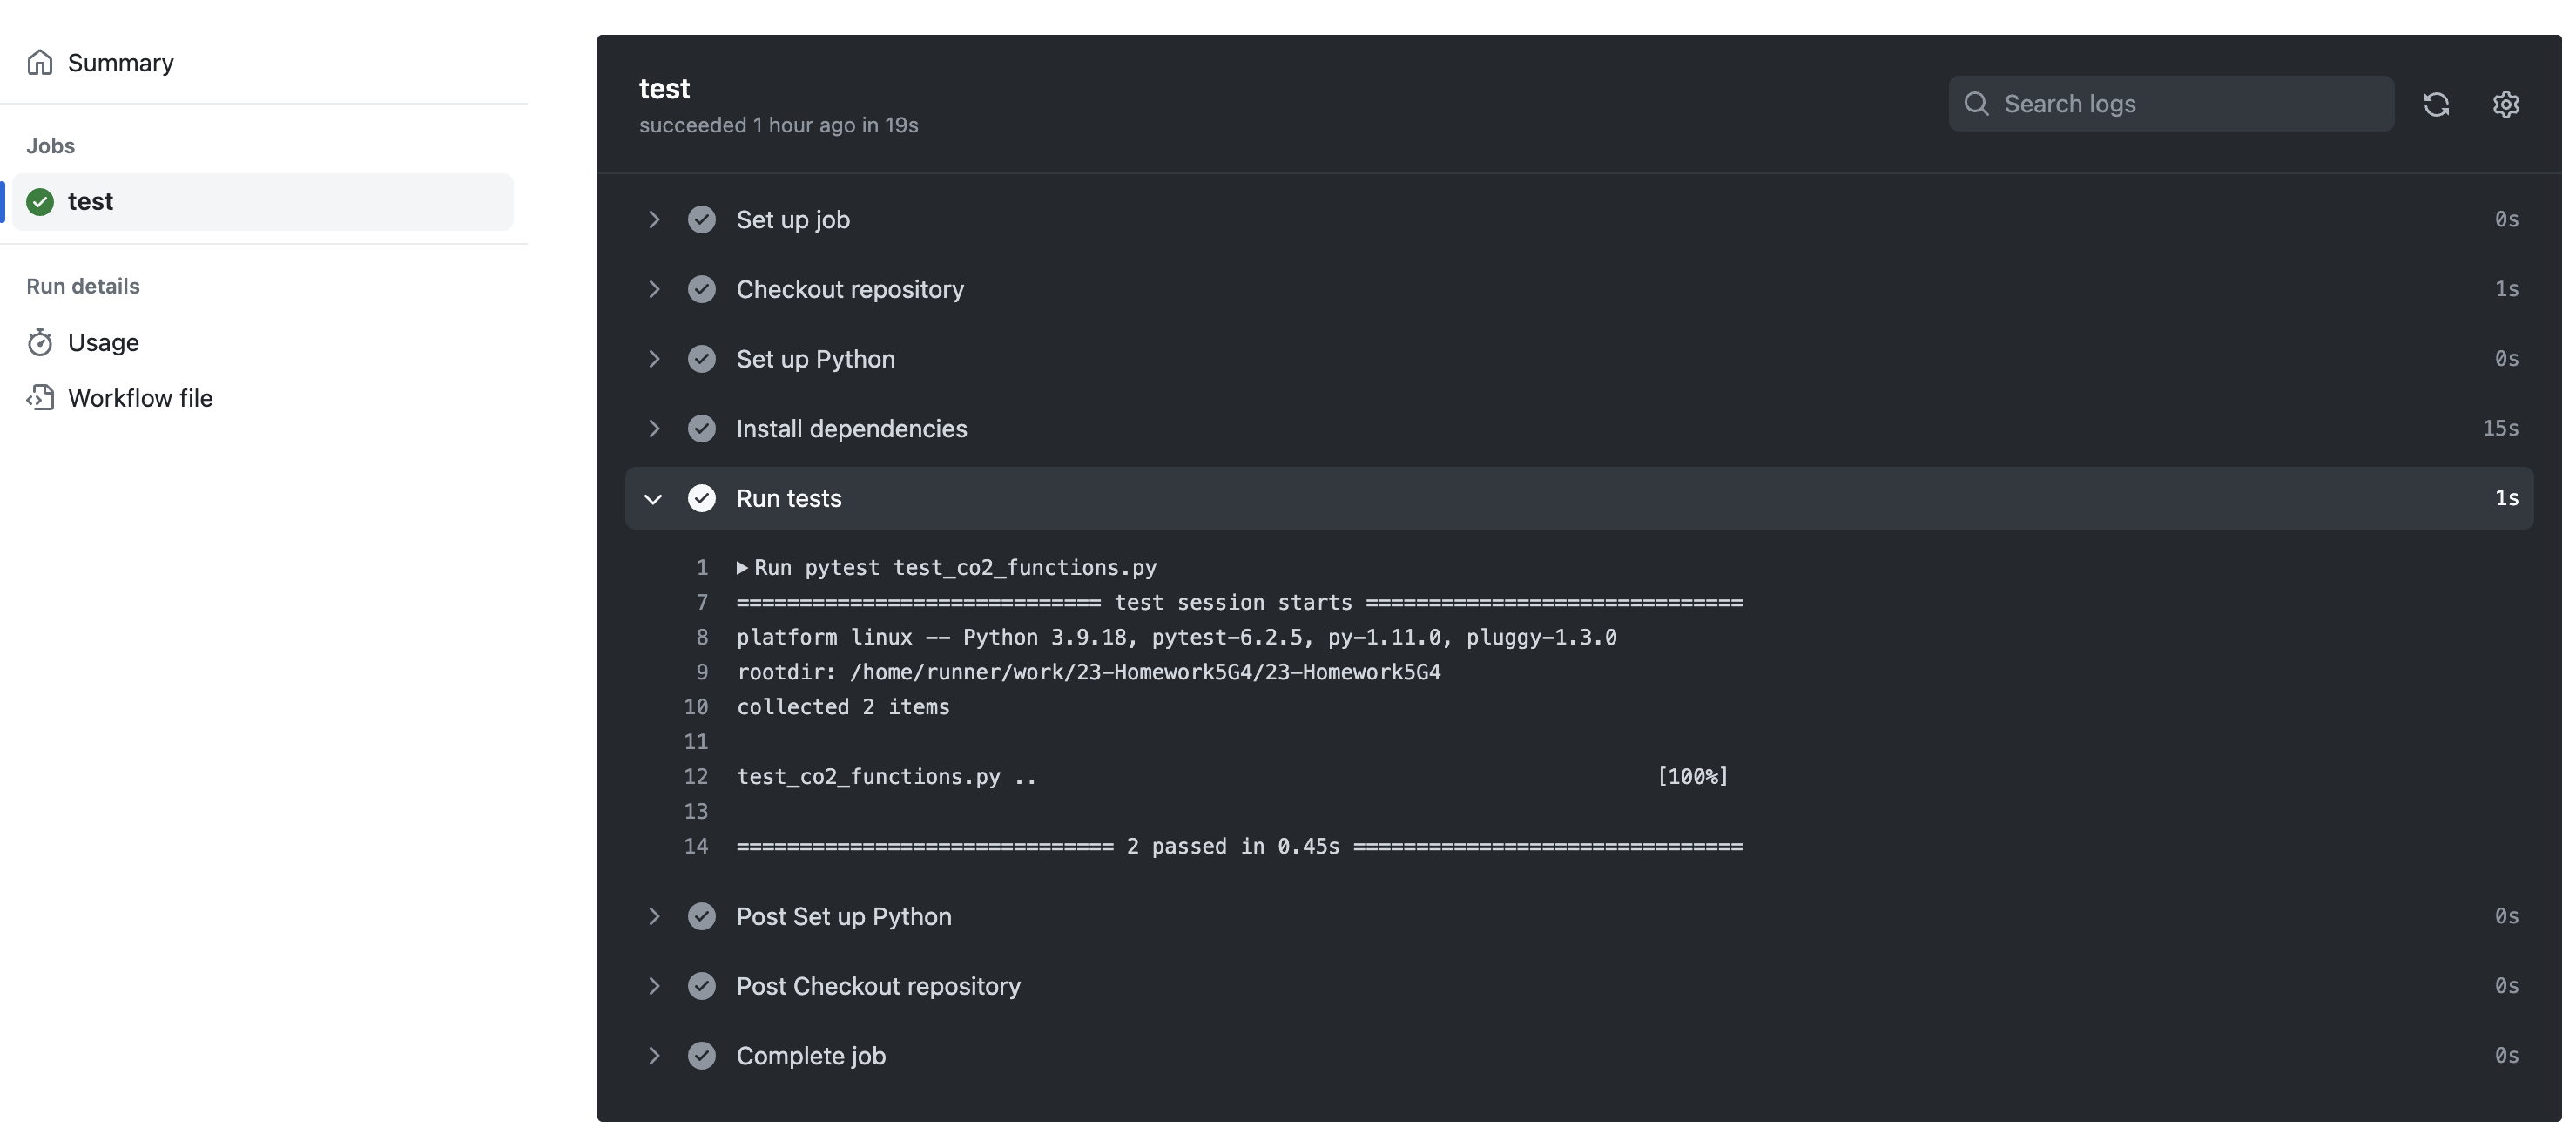 Summary
Jobs
test
Run details
Usage
Workflow file
test
succeeded 1 hour ago in 19s
Search logs
Set up job 0s
Checkout repository 1s
Set up Python 0s
Install dependencies 15s
Run tests 1s
1 Run pytest test_co2_functions.py
7 ============================= test session starts ==============================
8 platform linux -- Python 3.9.18, pytest-6.2.5, py-1.11.0, pluggy-1.3.0
9 rootdir: /home/runner/work/23-Homework5G4/23-Homework5G4
10 collected 2 items
11
12 test_co2_functions.py .. [100%]
13
14 ============================== 2 passed in 0.45s ===============================
Post Set up Python 0s
Post Checkout repository 0s
Complete job 0s